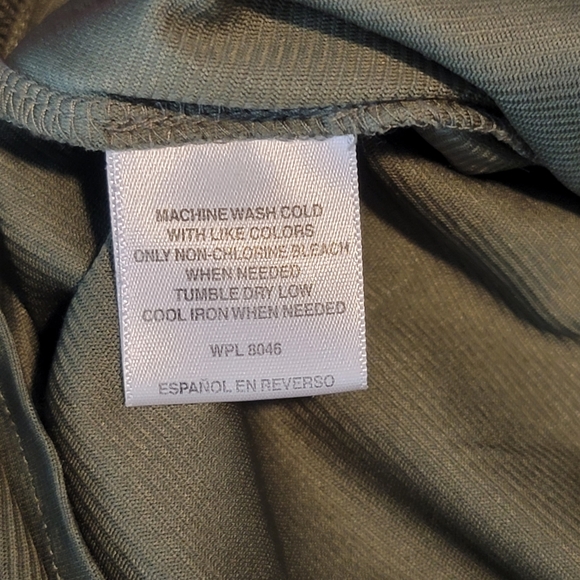 MACHINE WASH COLD
WITH LIKE COLORS
ONLY NON-CHLORINE BLEACH
WHEN NEEDED
TUMBLE DRY LOW
COOL IRON WHEN NEEDED
WPL 8046
ESPAÑOL EN REVERSO